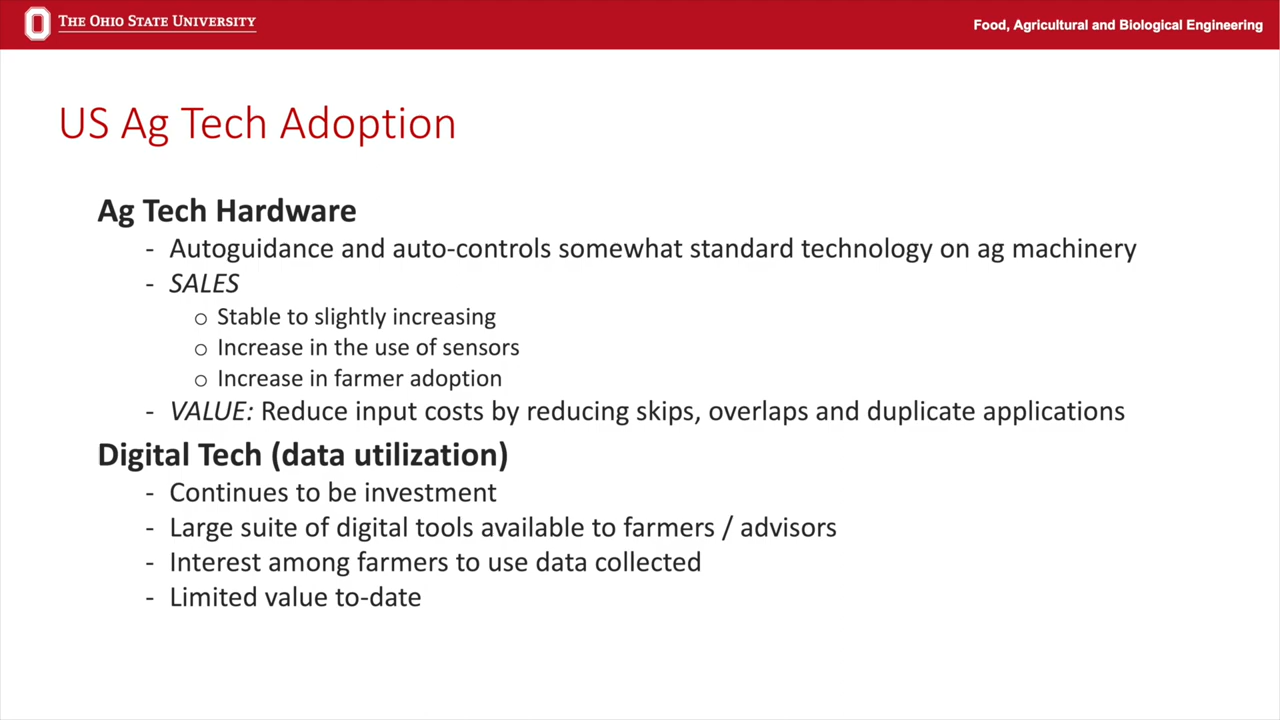 THE OHIO STATE UNIVERSITY
Food, Agricultural and Biological Engineering
US Ag Tech Adoption
Ag Tech Hardware
- Autoguidance and auto-controls somewhat standard technology on ag machinery
- SALES
o Stable to slightly increasing
o Increase in the use of sensors
o Increase in farmer adoption
- VALUE: Reduce input costs by reducing skips, overlaps and duplicate applications
Digital Tech (data utilization)
- Continues to be investment
- Large suite of digital tools available to farmers / advisors
- Interest among farmers to use data collected
- Limited value to-date